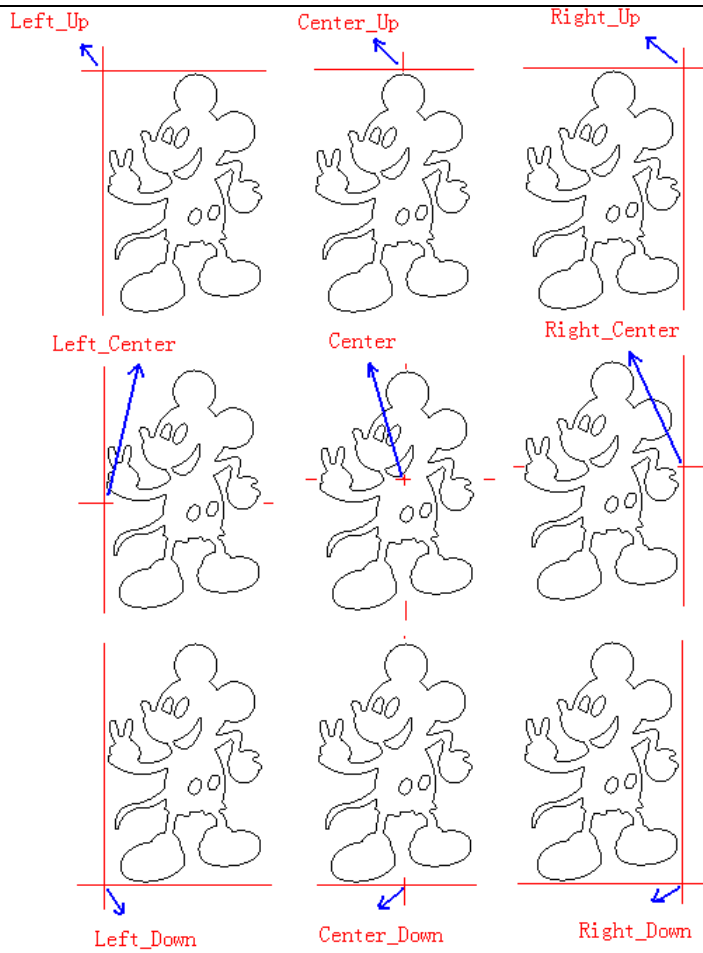 Left_Up
Center_Up
Right_Up
Left_Center
Center
Right_Center
Left_Down
Center_Down
Right_Down